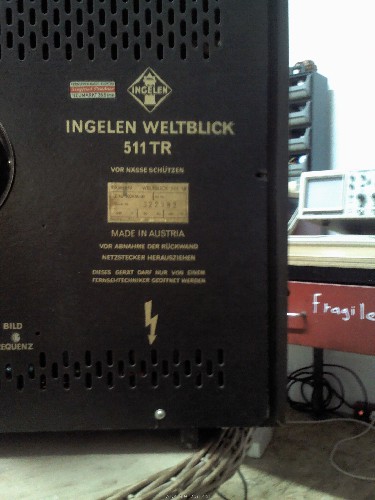 INGELEN
INGELEN WELTBLICK
511 TR
VOR NÄSSE SCHÜTZEN
MADE IN AUSTRIA
VOR ABNAHME DER RÜCKWAND
NETZSTECKER HERAUSZIEHEN
DIESES GERÄT DARF NUR VON EINEM
FERNSEHTECHNIKER GEÖFFNET WERDEN
BILD
fragile